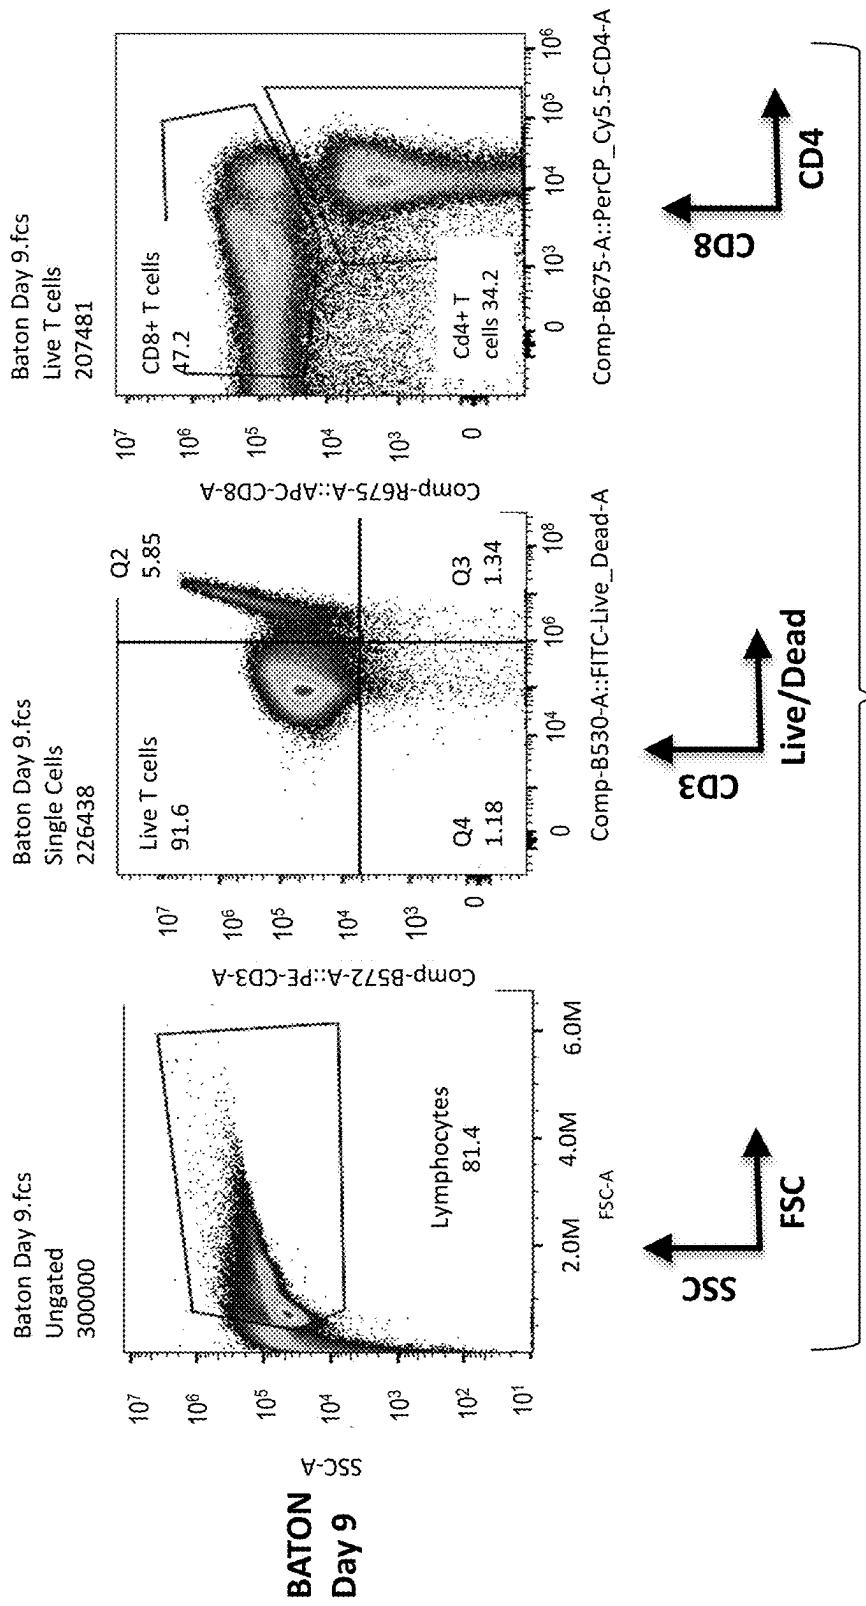 BATON
Day 9
Baton Day 9.fcs
Ungated
300000
SSC-A
10⁷
10⁶
10⁵
10⁴
10³
10²
10¹
Lymphocytes
81.4
2.0M
4.0M
6.0M
FSC-A
SSC
FSC
Baton Day 9.fcs
Single Cells
226438
Comp-B572-A::PE-CD3-A
10⁷
10⁶
10⁵
10⁴
10³
0
Live T cells
91.6
Q2
5.85
Q4
1.18
Q3
1.34
0
10⁴
10⁶
10⁸
Comp-B530-A::FITC-Live_Dead-A
CD3
Live/Dead
Baton Day 9.fcs
Live T cells
207481
Comp-R675-A::APC-CD8-A
10⁷
10⁶
10⁵
10⁴
10³
0
CD8+ T cells
47.2
Cd4+ T
cells 34.2
0
10³
10⁴
10⁵
10⁶
Comp-B675-A::PerCP_Cy5.5-CD4-A
CD8
CD4